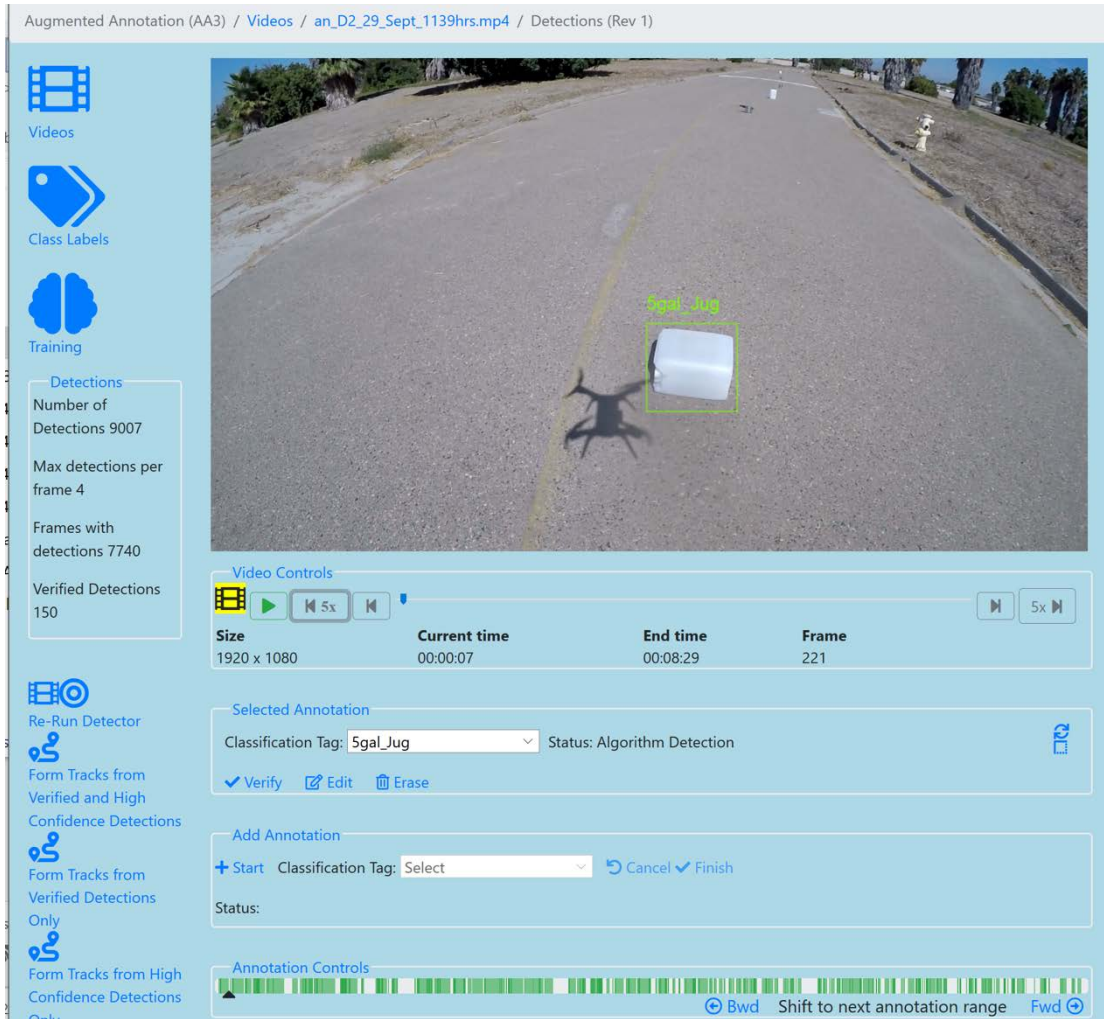 Augmented Annotation (AA3) / Videos / an_D2_29_Sept_1139hrs.mp4 / Detections (Rev 1)
Videos
Class Labels
Training
Detections
Number of
Detections 9007
Max detections per
frame 4
Frames with
detections 7740
Verified Detections
150
Re-Run Detector
Form Tracks from
Verified and High
Confidence Detections
Form Tracks from
Verified Detections
Only
Form Tracks from High
Confidence Detections
Only
5gal_Jug
Video Controls
5x
5x
Size Current time End time Frame
1920 x 1080 00:00:07 00:08:29 221
Selected Annotation
Classification Tag: 5gal_Jug Status: Algorithm Detection
Verify Edit Erase
Add Annotation
Start Classification Tag: Select Cancel Finish
Status:
Annotation Controls
Bwd Shift to next annotation range Fwd